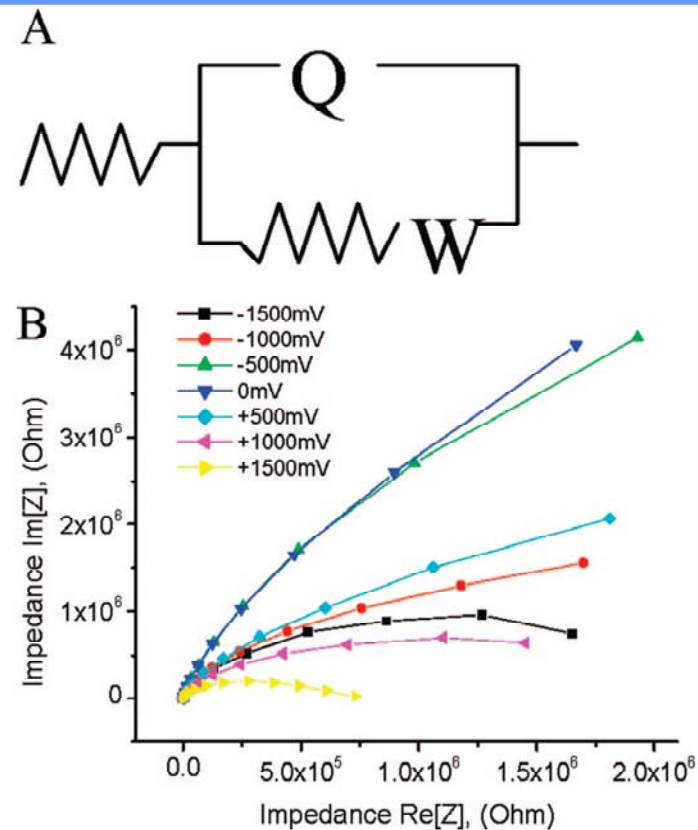 A
Q
W
B
-1500mV
-1000mV
-500mV
0mV
+500mV
+1000mV
+1500mV
4x10⁶
3x10⁶
2x10⁶
1x10⁶
0
Impedance Im[Z], (Ohm)
0.0 5.0x10⁵ 1.0x10⁶ 1.5x10⁶ 2.0x10⁶
Impedance Re[Z], (Ohm)